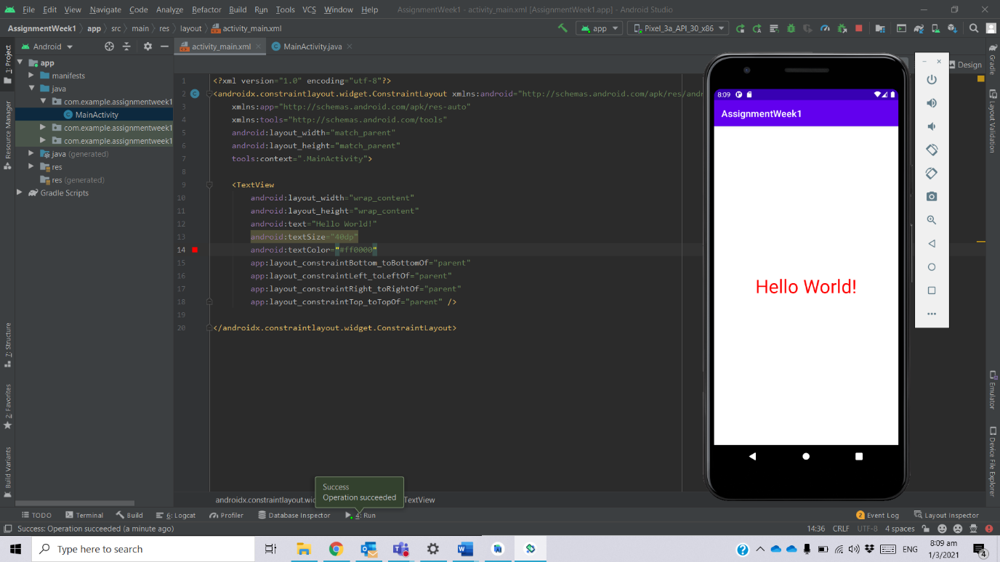 File Edit View Navigate Code Analyze Refactor Build Run Tools VCS Window Help AssignmentWeek1 - activity_main.xml [AssignmentWeek1.app] - Android Studio
AssignmentWeek1 app src main res layout activity_main.xml app Pixel_3a_API_30_x86
Android activity_main.xml MainActivity.java
Design
1: Project
Resource Manager
7: Structure
2: Favorites
Build Variants
app
manifests
java
com.example.assignmentweek1
MainActivity
com.example.assignmentweek1
com.example.assignmentweek1
java (generated)
res
res (generated)
Gradle Scripts
1 <?xml version="1.0" encoding="utf-8"?>
2 <androidx.constraintlayout.widget.ConstraintLayout xmlns:android="http://schemas.android.com/apk/res/andr
3 xmlns:app="http://schemas.android.com/apk/res-auto"
4 xmlns:tools="http://schemas.android.com/tools"
5 android:layout_width="match_parent"
6 android:layout_height="match_parent"
7 tools:context=".MainActivity">
8
9 <TextView
10 android:layout_width="wrap_content"
11 android:layout_height="wrap_content"
12 android:text="Hello World!"
13 android:textSize="40dp"
14 android:textColor="#ff0000"
15 app:layout_constraintBottom_toBottomOf="parent"
16 app:layout_constraintLeft_toLeftOf="parent"
17 app:layout_constraintRight_toRightOf="parent"
18 app:layout_constraintTop_toTopOf="parent" />
19
20 </androidx.constraintlayout.widget.ConstraintLayout>
8:09
AssignmentWeek1
Hello World!
Gradle
Layout Validation
Emulator
Device File Explorer
Success
Operation succeeded
androidx.constraintlayout.wid TextView
TODO Terminal Build 6: Logcat Profiler Database Inspector 4: Run 2 Event Log Layout Inspector
Success: Operation succeeded (a minute ago) 14:36 CRLF UTF-8 4 spaces
Type here to search ENG 8:09 am
1/3/2021 4